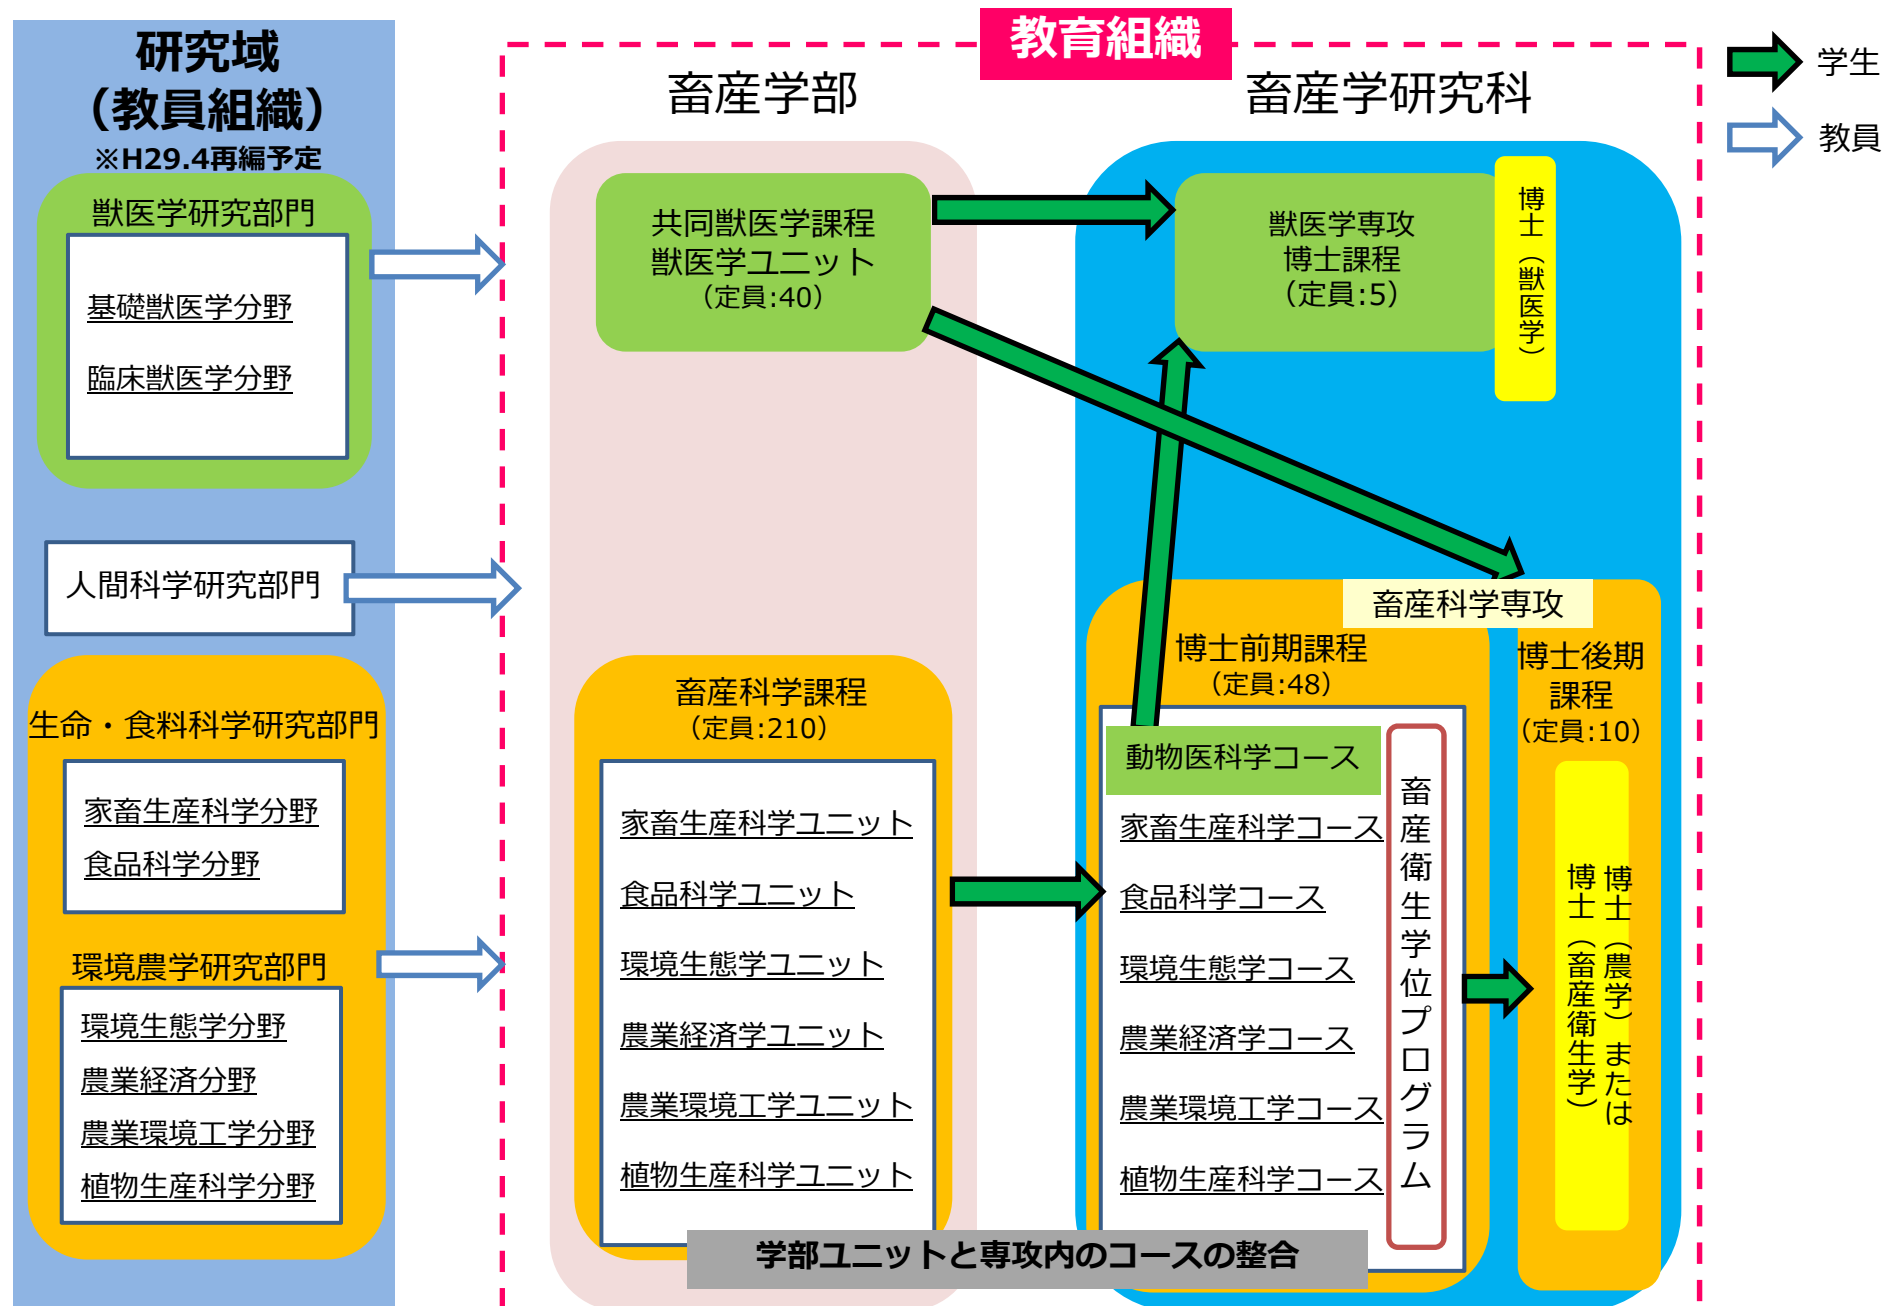 研究域
（教員組織）
※H29.4再編予定
獣医学研究部門
基礎獣医学分野
臨床獣医学分野
人間科学研究部門
生命・食料科学研究部門
家畜生産科学分野
食品科学分野
環境農学研究部門
環境生態学分野
農業経済分野
農業環境工学分野
植物生産科学分野
教育組織
畜産学部
共同獣医学課程
獣医学ユニット
（定員:40）
畜産科学課程
（定員:210）
家畜生産科学ユニット
食品科学ユニット
環境生態学ユニット
農業経済学ユニット
農業環境工学ユニット
植物生産科学ユニット
畜産学研究科
獣医学専攻
博士課程
（定員:5）
博士（獣医学）
畜産科学専攻
博士前期課程
（定員:48）
動物医科学コース
家畜生産科学コース
食品科学コース
環境生態学コース
農業経済学コース
農業環境工学コース
植物生産科学コース
畜産衛生学位プログラム
博士後期
課程
（定員:10）
博士（農学）または
博士（畜産衛生学）
学部ユニットと専攻内のコースの整合
学生
教員